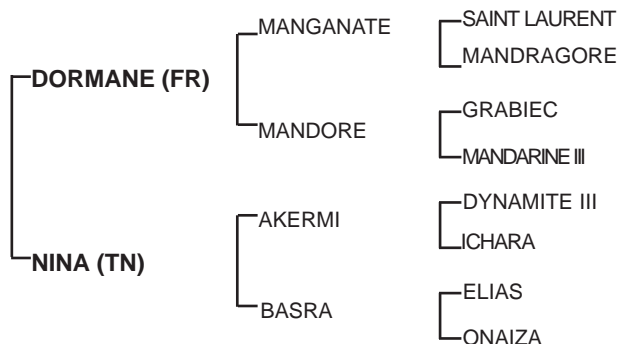 SAINT LAURENT
MANGANATE
MANDRAGORE
DORMANE (FR)
GRABIEC
MANDORE
MANDARINE III
DYNAMITE III
AKERMI
ICHARA
NINA (TN)
ELIAS
BASRA
ONAIZA